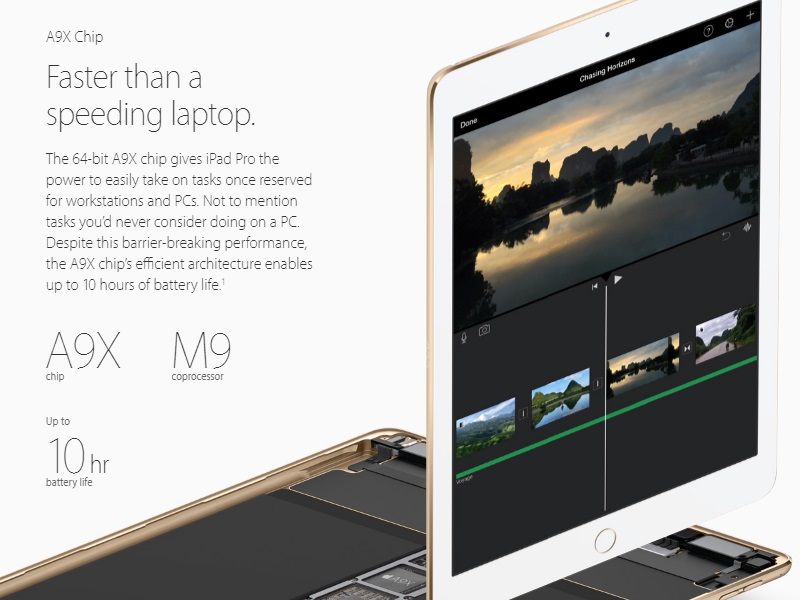 A9X Chip
Faster than a
speeding laptop.
The 64-bit A9X chip gives iPad Pro the
power to easily take on tasks once reserved
for workstations and PCs. Not to mention
tasks you’d never consider doing on a PC.
Despite this barrier-breaking performance,
the A9X chip’s efficient architecture enables
up to 10 hours of battery life.¹
A9X
chip
M9
coprocessor
Up to
10 hr
battery life
Done
Chasing Horizons
?
Voyage
A9X